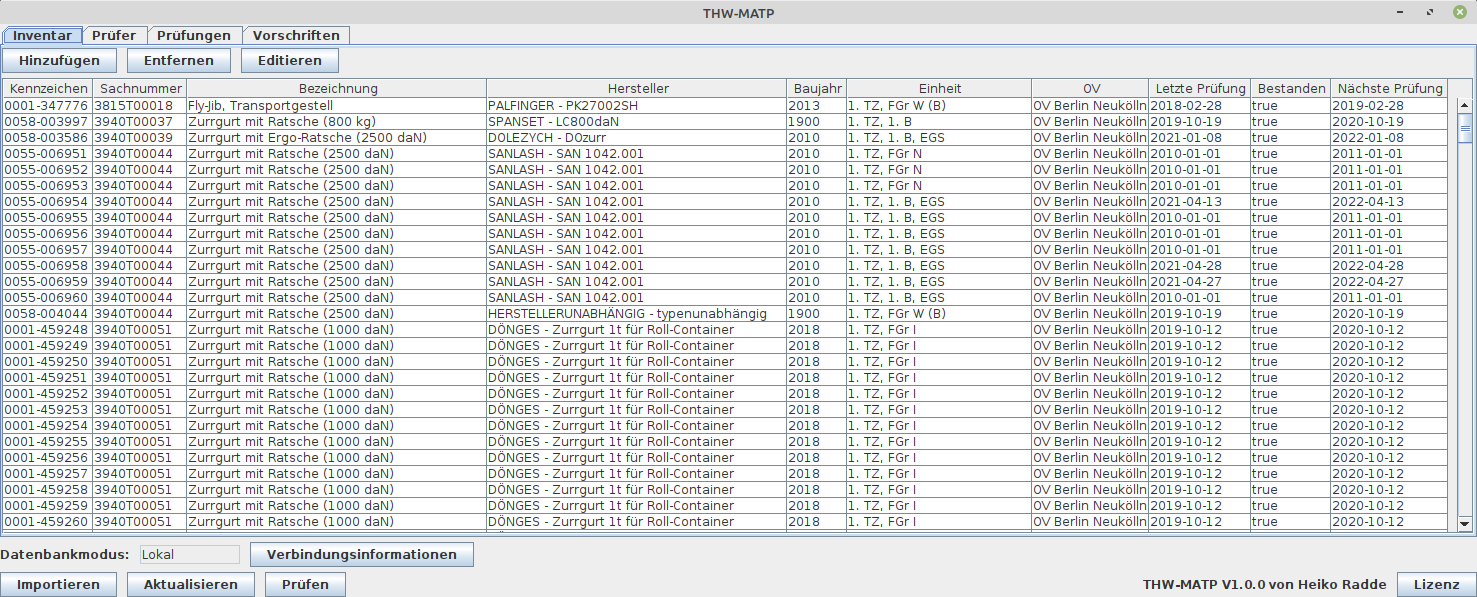 THW-MATP
Inventar Prüfer Prüfungen Vorschriften
Hinzufügen Entfernen Editieren
Kennzeichen Sachnummer Bezeichnung Hersteller Baujahr Einheit OV Letzte Prüfung Bestanden Nächste Prüfung
0001-347776 3815T00018 Fly-Jib, Transportgestell PALFINGER - PK27002SH 2013 1. TZ, FGr W (B) OV Berlin Neukölln 2018-02-28 true 2019-02-28
0058-003997 3940T00037 Zurrgurt mit Ratsche (800 kg) SPANSET - LC800daN 1900 1. TZ, 1. B OV Berlin Neukölln 2019-10-19 true 2020-10-19
0058-003586 3940T00039 Zurrgurt mit Ergo-Ratsche (2500 daN) DOLEZYCH - DOzurr 2010 1. TZ, 1. B, EGS OV Berlin Neukölln 2021-01-08 true 2022-01-08
0055-006951 3940T00044 Zurrgurt mit Ratsche (2500 daN) SANLASH - SAN 1042.001 2010 1. TZ, FGr N OV Berlin Neukölln 2010-01-01 true 2011-01-01
0055-006952 3940T00044 Zurrgurt mit Ratsche (2500 daN) SANLASH - SAN 1042.001 2010 1. TZ, FGr N OV Berlin Neukölln 2010-01-01 true 2011-01-01
0055-006953 3940T00044 Zurrgurt mit Ratsche (2500 daN) SANLASH - SAN 1042.001 2010 1. TZ, FGr N OV Berlin Neukölln 2010-01-01 true 2011-01-01
0055-006954 3940T00044 Zurrgurt mit Ratsche (2500 daN) SANLASH - SAN 1042.001 2010 1. TZ, 1. B, EGS OV Berlin Neukölln 2021-04-13 true 2022-04-13
0055-006955 3940T00044 Zurrgurt mit Ratsche (2500 daN) SANLASH - SAN 1042.001 2010 1. TZ, 1. B, EGS OV Berlin Neukölln 2010-01-01 true 2011-01-01
0055-006956 3940T00044 Zurrgurt mit Ratsche (2500 daN) SANLASH - SAN 1042.001 2010 1. TZ, 1. B, EGS OV Berlin Neukölln 2010-01-01 true 2011-01-01
0055-006957 3940T00044 Zurrgurt mit Ratsche (2500 daN) SANLASH - SAN 1042.001 2010 1. TZ, 1. B, EGS OV Berlin Neukölln 2010-01-01 true 2011-01-01
0055-006958 3940T00044 Zurrgurt mit Ratsche (2500 daN) SANLASH - SAN 1042.001 2010 1. TZ, 1. B, EGS OV Berlin Neukölln 2021-04-28 true 2022-04-28
0055-006959 3940T00044 Zurrgurt mit Ratsche (2500 daN) SANLASH - SAN 1042.001 2010 1. TZ, 1. B, EGS OV Berlin Neukölln 2021-04-27 true 2022-04-27
0055-006960 3940T00044 Zurrgurt mit Ratsche (2500 daN) SANLASH - SAN 1042.001 2010 1. TZ, 1. B, EGS OV Berlin Neukölln 2010-01-01 true 2011-01-01
0058-004044 3940T00044 Zurrgurt mit Ratsche (2500 daN) HERSTELLERUNABHÄNGIG - typenunabhängig 1900 1. TZ, FGr W (B) OV Berlin Neukölln 2019-10-19 true 2020-10-19
0001-459248 3940T00051 Zurrgurt mit Ratsche (1000 daN) DÖNGES - Zurrgurt 1t für Roll-Container 2018 1. TZ, FGr I OV Berlin Neukölln 2019-10-12 true 2020-10-12
0001-459249 3940T00051 Zurrgurt mit Ratsche (1000 daN) DÖNGES - Zurrgurt 1t für Roll-Container 2018 1. TZ, FGr I OV Berlin Neukölln 2019-10-12 true 2020-10-12
0001-459250 3940T00051 Zurrgurt mit Ratsche (1000 daN) DÖNGES - Zurrgurt 1t für Roll-Container 2018 1. TZ, FGr I OV Berlin Neukölln 2019-10-12 true 2020-10-12
0001-459251 3940T00051 Zurrgurt mit Ratsche (1000 daN) DÖNGES - Zurrgurt 1t für Roll-Container 2018 1. TZ, FGr I OV Berlin Neukölln 2019-10-12 true 2020-10-12
0001-459252 3940T00051 Zurrgurt mit Ratsche (1000 daN) DÖNGES - Zurrgurt 1t für Roll-Container 2018 1. TZ, FGr I OV Berlin Neukölln 2019-10-12 true 2020-10-12
0001-459253 3940T00051 Zurrgurt mit Ratsche (1000 daN) DÖNGES - Zurrgurt 1t für Roll-Container 2018 1. TZ, FGr I OV Berlin Neukölln 2019-10-12 true 2020-10-12
0001-459254 3940T00051 Zurrgurt mit Ratsche (1000 daN) DÖNGES - Zurrgurt 1t für Roll-Container 2018 1. TZ, FGr I OV Berlin Neukölln 2019-10-12 true 2020-10-12
0001-459255 3940T00051 Zurrgurt mit Ratsche (1000 daN) DÖNGES - Zurrgurt 1t für Roll-Container 2018 1. TZ, FGr I OV Berlin Neukölln 2019-10-12 true 2020-10-12
0001-459256 3940T00051 Zurrgurt mit Ratsche (1000 daN) DÖNGES - Zurrgurt 1t für Roll-Container 2018 1. TZ, FGr I OV Berlin Neukölln 2019-10-12 true 2020-10-12
0001-459257 3940T00051 Zurrgurt mit Ratsche (1000 daN) DÖNGES - Zurrgurt 1t für Roll-Container 2018 1. TZ, FGr I OV Berlin Neukölln 2019-10-12 true 2020-10-12
0001-459258 3940T00051 Zurrgurt mit Ratsche (1000 daN) DÖNGES - Zurrgurt 1t für Roll-Container 2018 1. TZ, FGr I OV Berlin Neukölln 2019-10-12 true 2020-10-12
0001-459259 3940T00051 Zurrgurt mit Ratsche (1000 daN) DÖNGES - Zurrgurt 1t für Roll-Container 2018 1. TZ, FGr I OV Berlin Neukölln 2019-10-12 true 2020-10-12
0001-459260 3940T00051 Zurrgurt mit Ratsche (1000 daN) DÖNGES - Zurrgurt 1t für Roll-Container 2018 1. TZ, FGr I OV Berlin Neukölln 2019-10-12 true 2020-10-12
Datenbankmodus: Lokal Verbindungsinformationen
Importieren Aktualisieren Prüfen THW-MATP V1.0.0 von Heiko Radde Lizenz